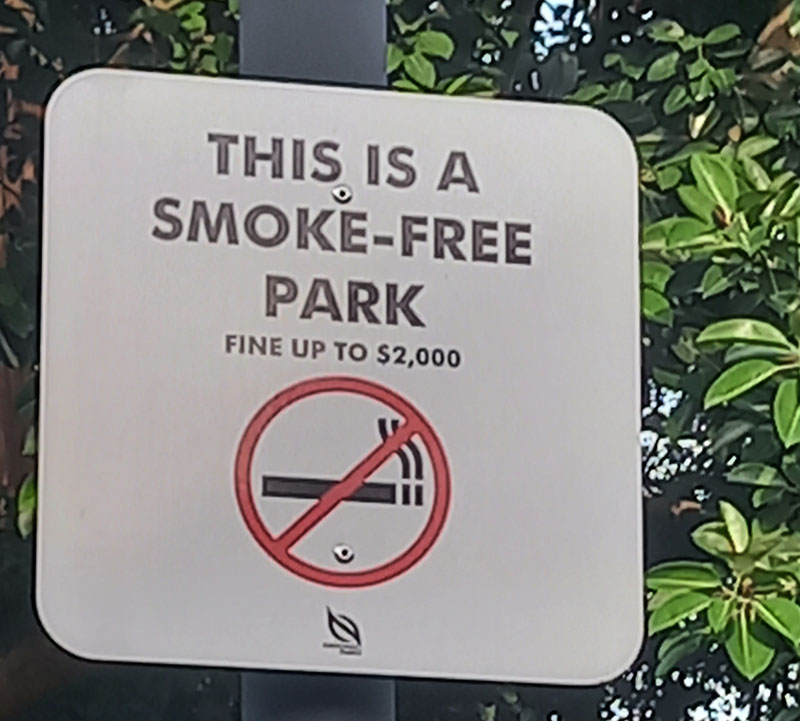 THIS IS A
SMOKE-FREE
PARK
FINE UP TO $2,000